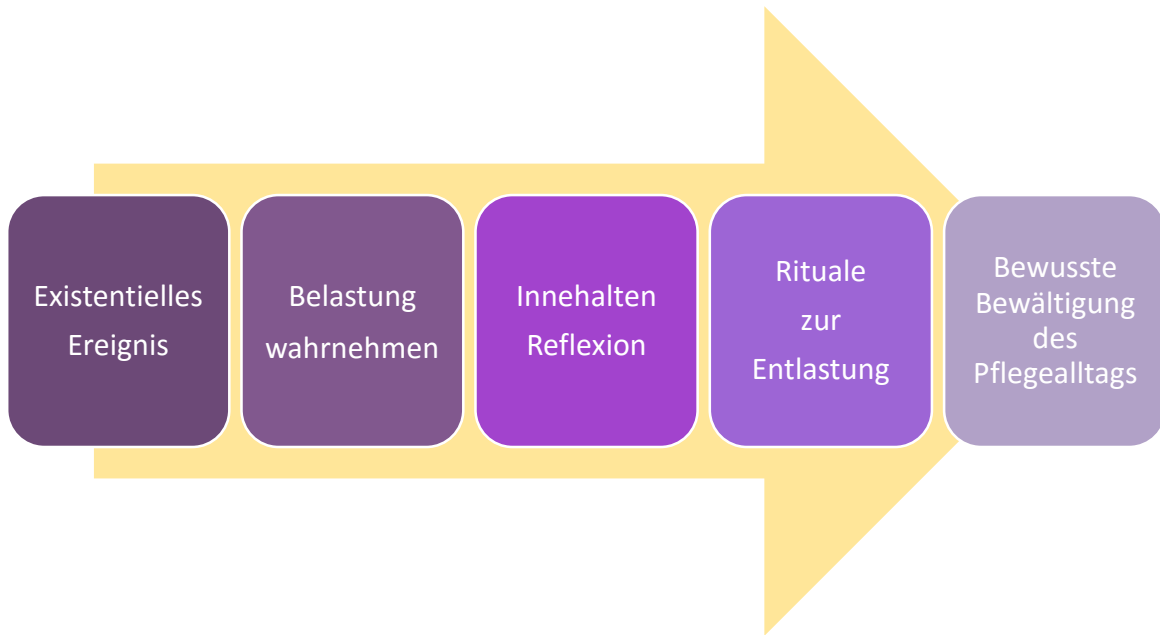 Existentielles
Ereignis
Belastung
wahrnehmen
Innehalten
Reflexion
Rituale
zur
Entlastung
Bewusste
Bewältigung
des
Pflegealltags